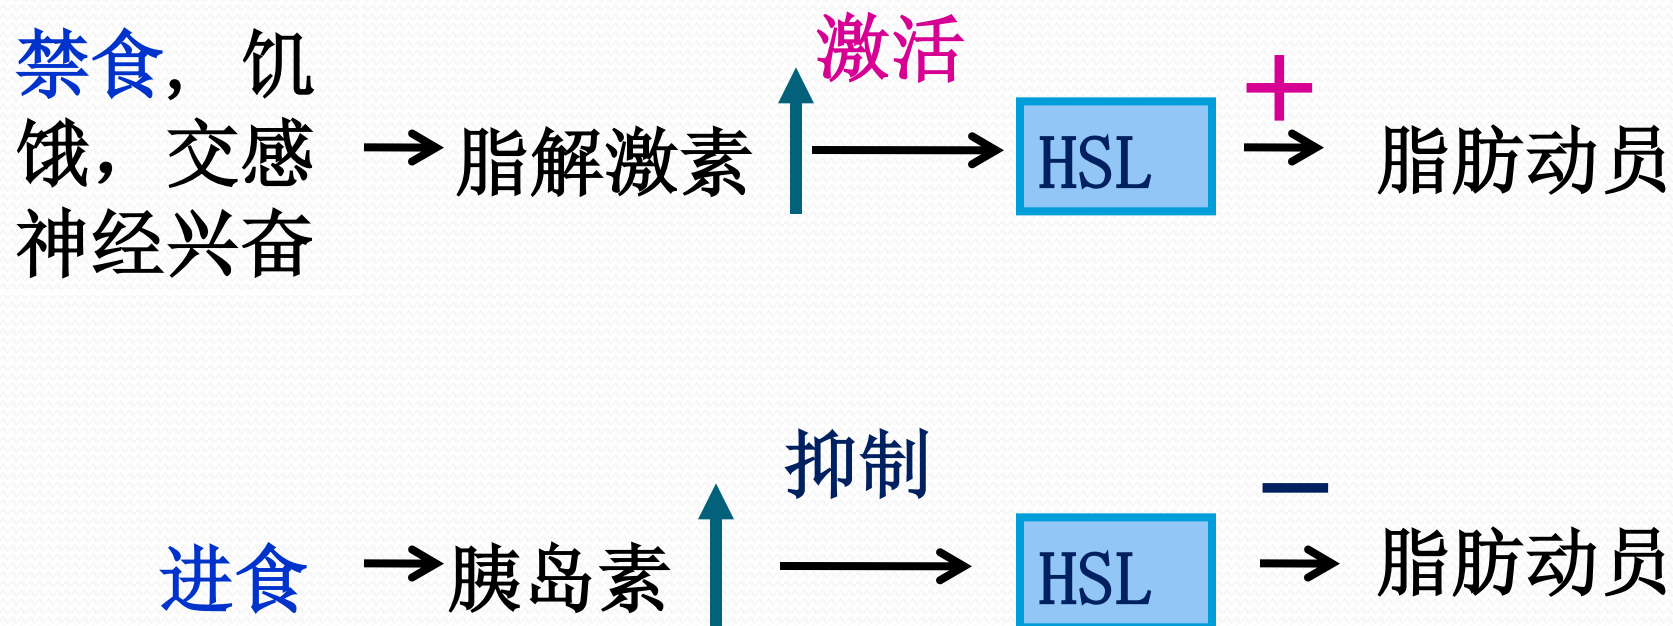 激活
禁食，饥
饿，交感
神经兴奋
脂解激素
HSL
+
脂肪动员
抑制
进食
胰岛素
HSL
−
脂肪动员